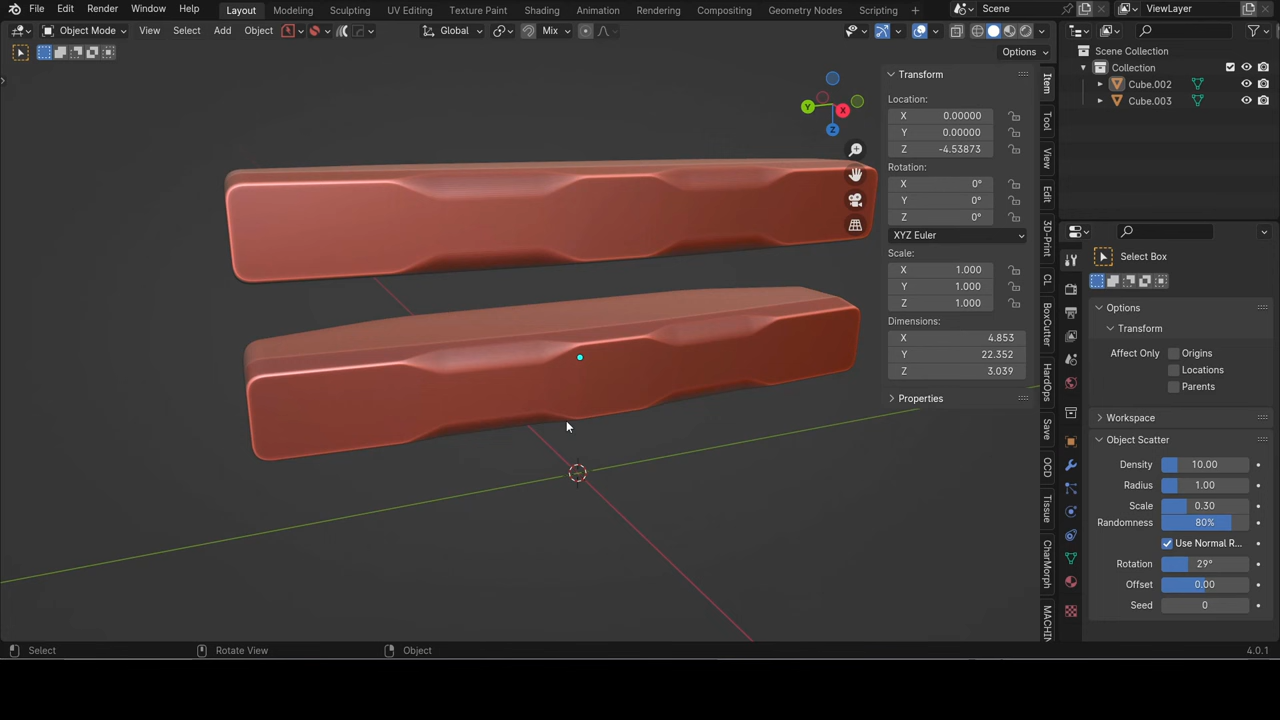 File Edit Render Window Help Layout Modeling Sculpting UV Editing Texture Paint Shading Animation Rendering Compositing Geometry Nodes Scripting + Scene ViewLayer
Object Mode View Select Add Object Global Mix
Options
Scene Collection
Collection
Cube.002
Cube.003
Transform
Location:
X 0.00000
Y 0.00000
Z -4.53873
Rotation:
X 0°
Y 0°
Z 0°
XYZ Euler
Scale:
X 1.000
Y 1.000
Z 1.000
Dimensions:
X 4.853
Y 22.352
Z 3.039
Properties
Y
X
Z
Item
Tool
View
Edit
3D-Print
CL
BoxCutter
HardOps
Save
OCD
Tissue
CharMorph
MACHIN
Select Box
Options
Transform
Affect Only Origins
Locations
Parents
Workspace
Object Scatter
Density 10.00
Radius 1.00
Scale 0.30
Randomness 80%
Use Normal R...
Rotation 29°
Offset 0.00
Seed 0
Select Rotate View Object 4.0.1